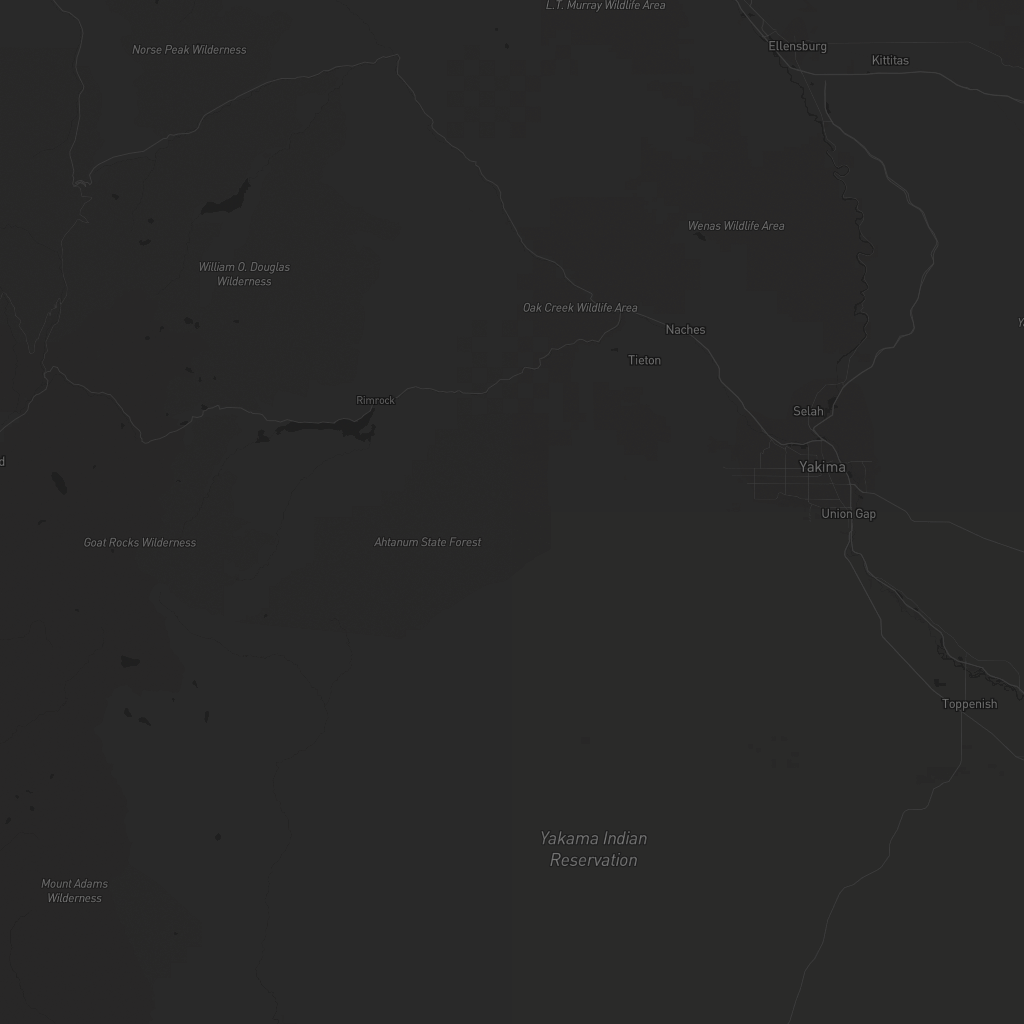 L.T. Murray Wildlife Area
Norse Peak Wilderness
Ellensburg
Kittitas
Wenas Wildlife Area
William O. Douglas
Wilderness
Oak Creek Wildlife Area
Naches
Tieton
Rimrock
Selah
d
Yakima
Union Gap
Goat Rocks Wilderness
Ahtanum State Forest
Toppenish
Yakama Indian
Reservation
Mount Adams
Wilderness